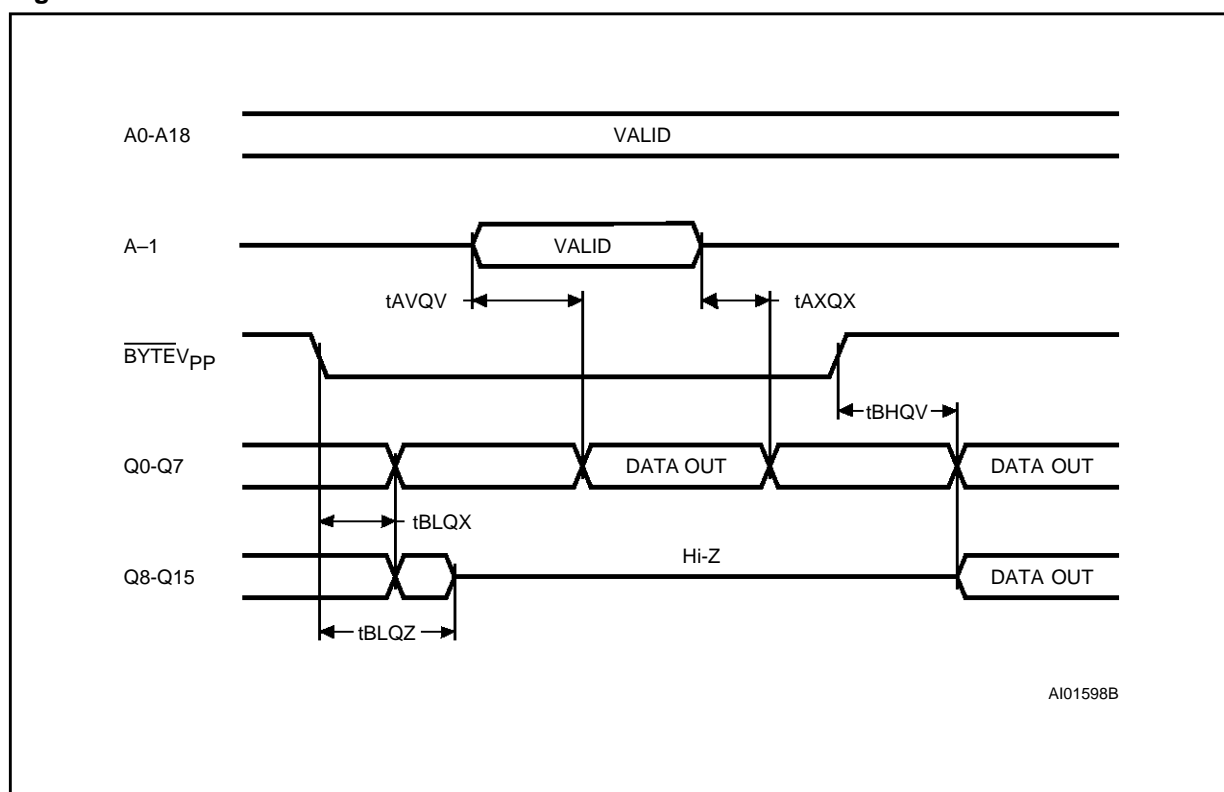 A0-A18
VALID
A–1
VALID
tAVQV
tAXQX
BYTEVPP
tBHQV
Q0-Q7
DATA OUT
DATA OUT
tBLQX
Hi-Z
Q8-Q15
DATA OUT
tBLQZ
AI01598B